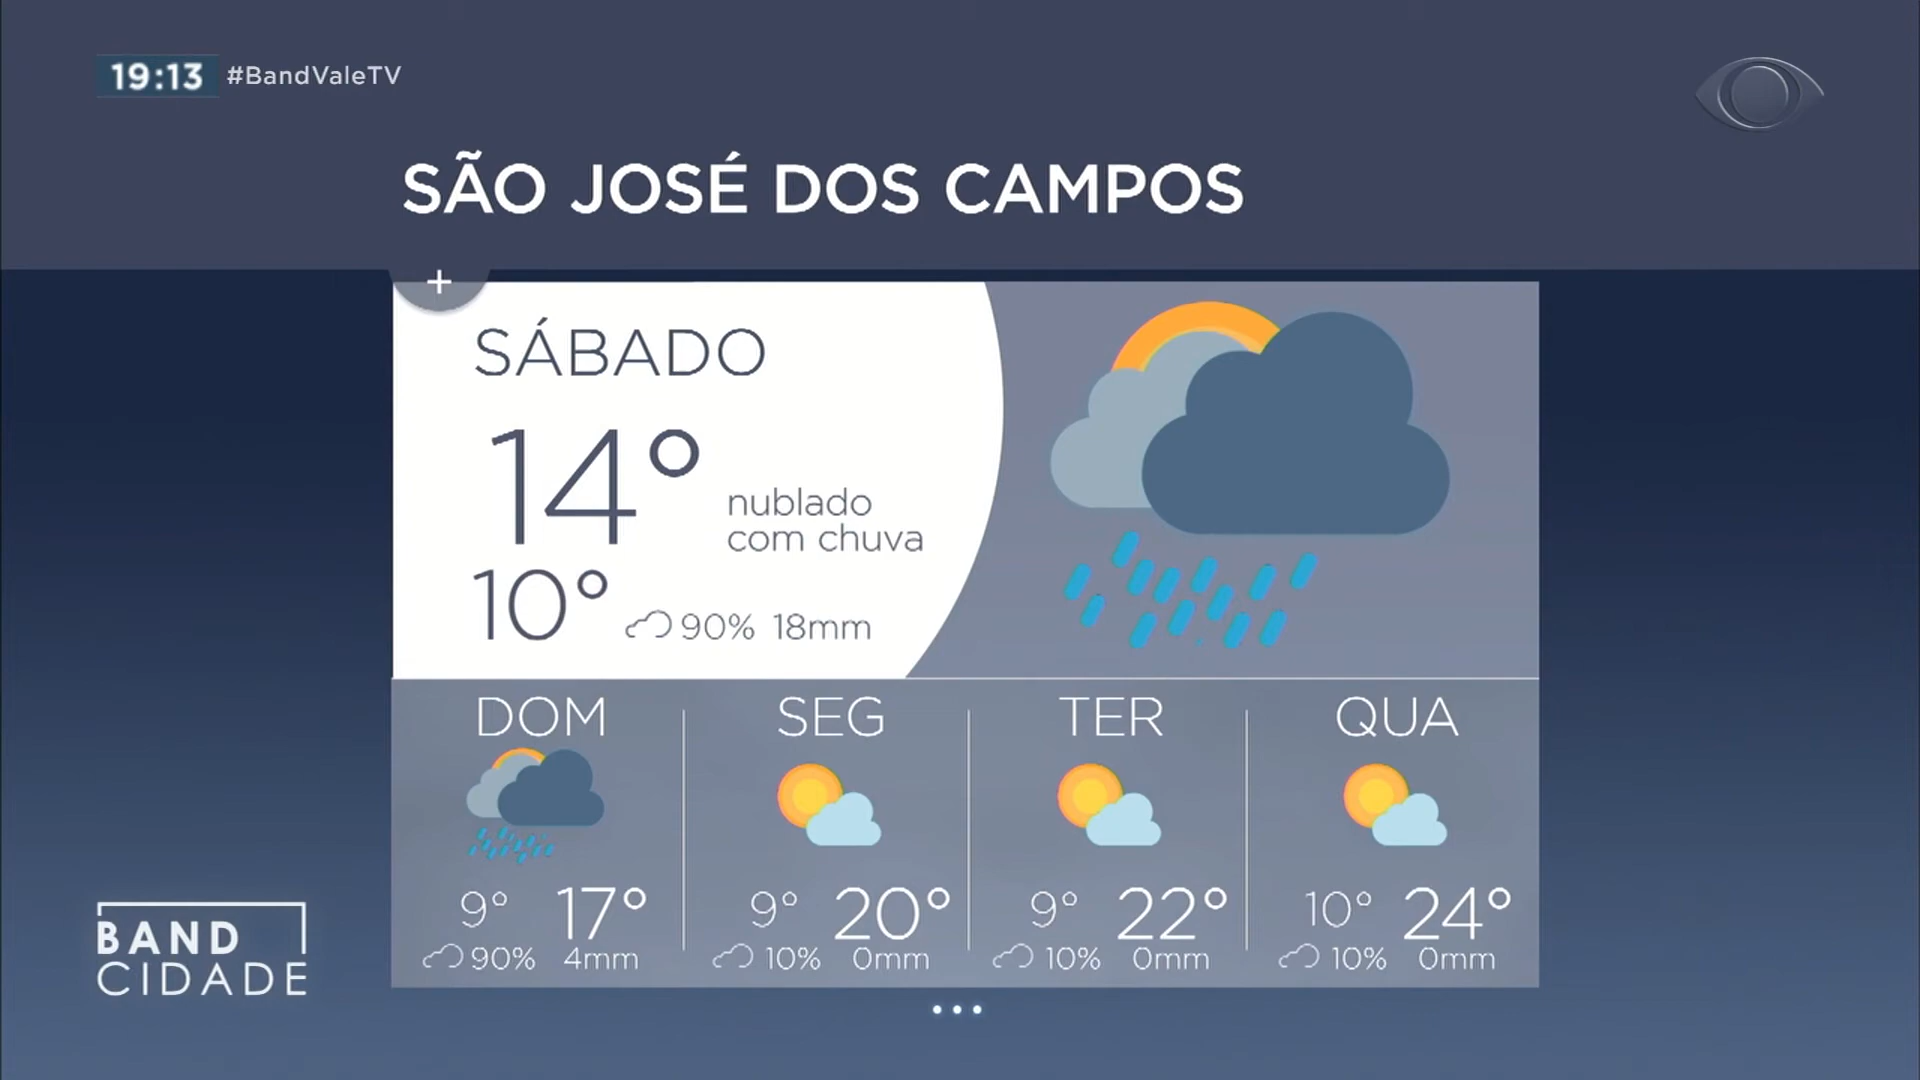 19:13 #BandValeTV
SÃO JOSÉ DOS CAMPOS
+
SÁBADO
14°
nublado
com chuva
10° 90% 18mm
DOM SEG TER QUA
9° 17° 9° 20° 9° 22° 10° 24°
90% 4mm 10% 0mm 10% 0mm 10% 0mm
BAND
CIDADE